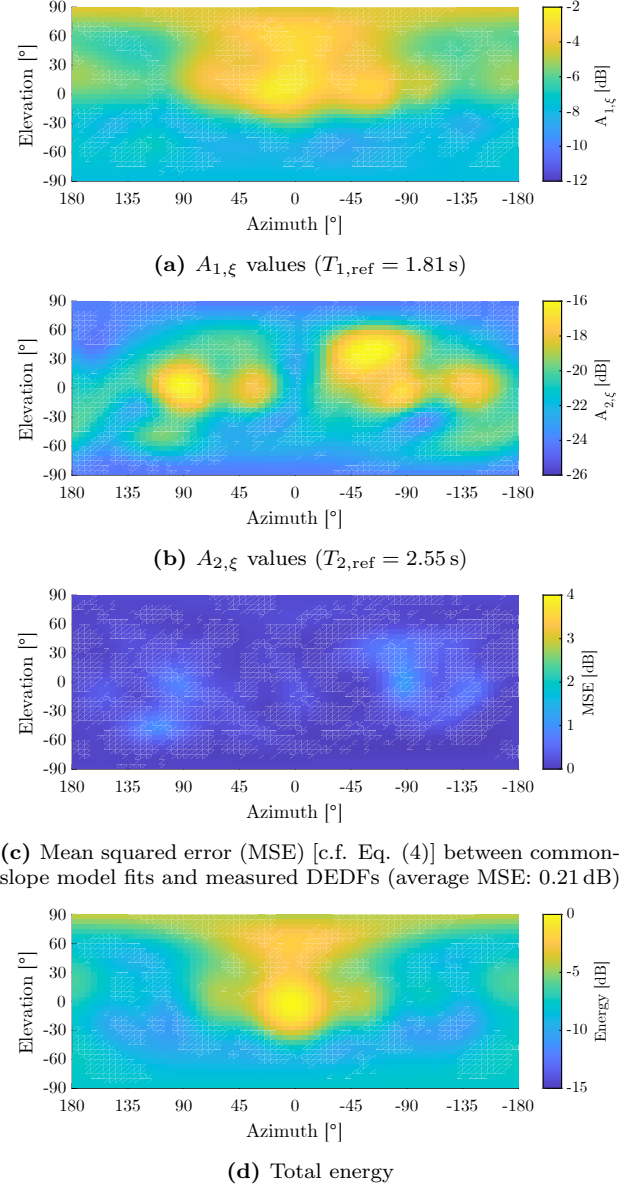 90
60
30
0
-30
-60
-90
Elevation [°]
180 135 90 45 0 -45 -90 -135 -180
Azimuth [°]
-2
-4
-6
-8
-10
-12
A1,ξ [dB]
(a) A1,ξ values (T1,ref = 1.81 s)
90
60
30
0
-30
-60
-90
Elevation [°]
180 135 90 45 0 -45 -90 -135 -180
Azimuth [°]
-16
-18
-20
-22
-24
-26
A2,ξ [dB]
(b) A2,ξ values (T2,ref = 2.55 s)
90
60
30
0
-30
-60
-90
Elevation [°]
180 135 90 45 0 -45 -90 -135 -180
Azimuth [°]
4
3
2
1
0
MSE [dB]
(c) Mean squared error (MSE) [c.f. Eq. (4)] between common-
slope model fits and measured DEDFs (average MSE: 0.21 dB)
90
60
30
0
-30
-60
-90
Elevation [°]
180 135 90 45 0 -45 -90 -135 -180
Azimuth [°]
0
-5
-10
-15
Energy [dB]
(d) Total energy